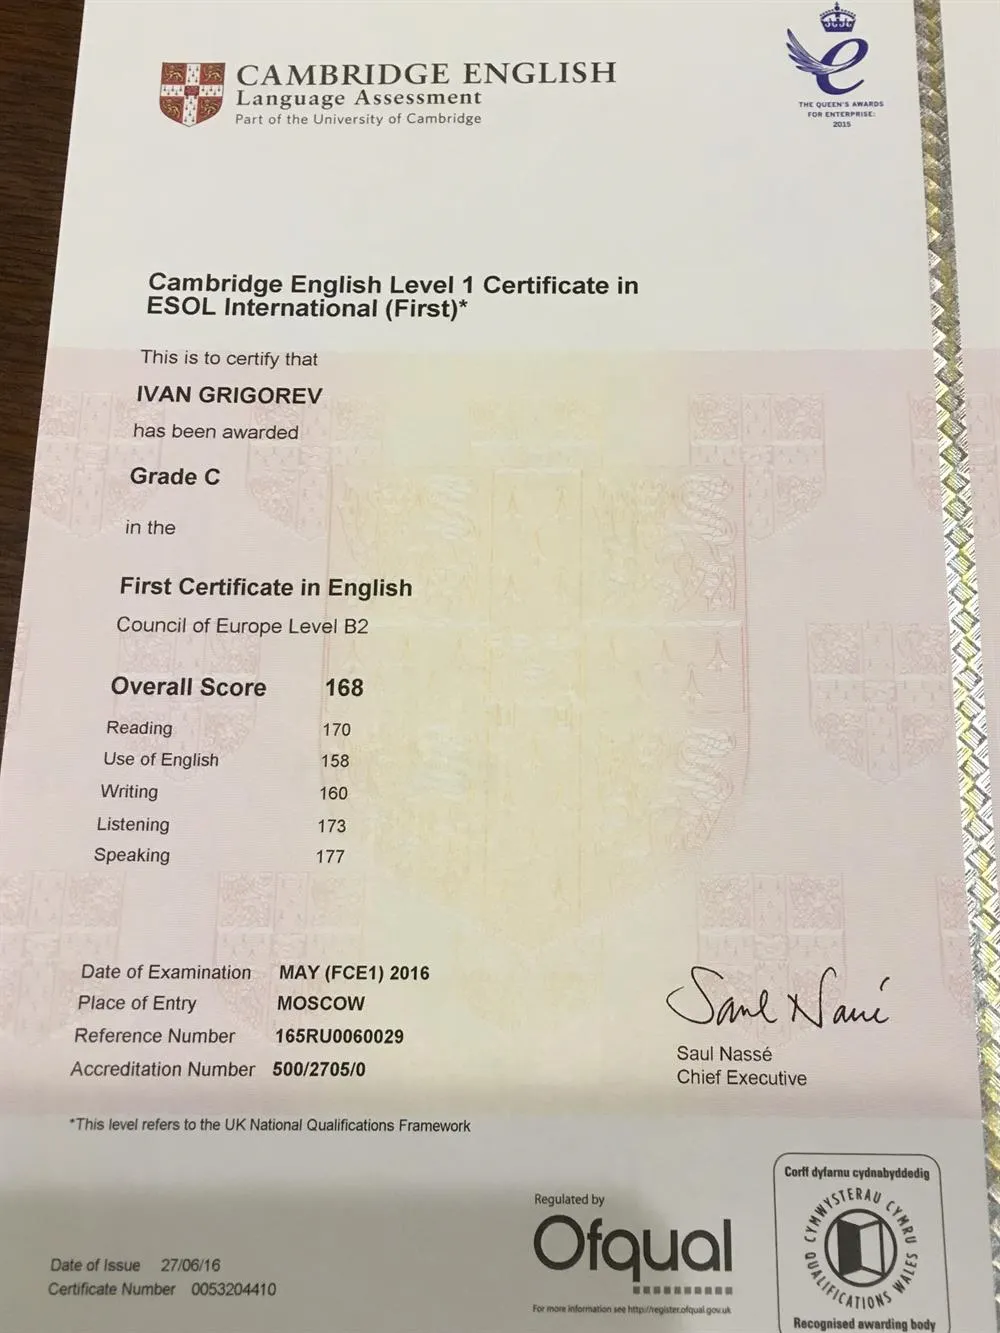 CAMBRIDGE ENGLISH
Language Assessment
Part of the University of Cambridge
THE QUEEN'S AWARDS
FOR ENTERPRISE:
2015
Cambridge English Level 1 Certificate in
ESOL International (First)*
This is to certify that
IVAN GRIGOREV
has been awarded
Grade C
in the
First Certificate in English
Council of Europe Level B2
Overall Score 168
Reading 170
Use of English 158
Writing 160
Listening 173
Speaking 177
Date of Examination MAY (FCE1) 2016
Place of Entry MOSCOW
Reference Number 165RU0060029
Accreditation Number 500/2705/0
Saul Nassé
Saul Nassé
Chief Executive
*This level refers to the UK National Qualifications Framework
Regulated by
Ofqual
For more information see http://register.ofqual.gov.uk
Date of Issue 27/06/16
Certificate Number 0053204410
Corff dyfarnu cydnabyddedig
CYMWYSTERAU CYMRU
QUALIFICATIONS WALES
Recognised awarding body